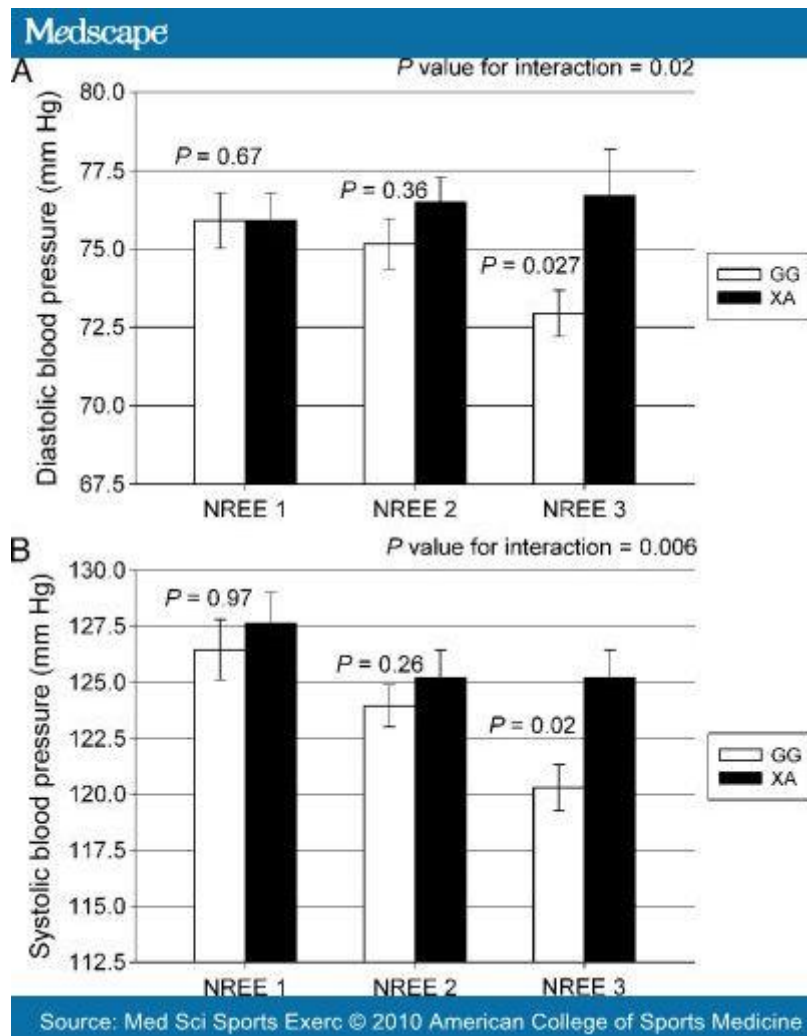 Medscape
A
P value for interaction = 0.02
Diastolic blood pressure (mm Hg)
80.0
77.5
75.0
72.5
70.0
67.5
P = 0.67
P = 0.36
P = 0.027
GG
XA
NREE 1 NREE 2 NREE 3
B
P value for interaction = 0.006
Systolic blood pressure (mm Hg)
130.0
127.5
125.0
122.5
120.0
117.5
115.0
112.5
P = 0.97
P = 0.26
P = 0.02
GG
XA
NREE 1 NREE 2 NREE 3
Source: Med Sci Sports Exerc © 2010 American College of Sports Medicine